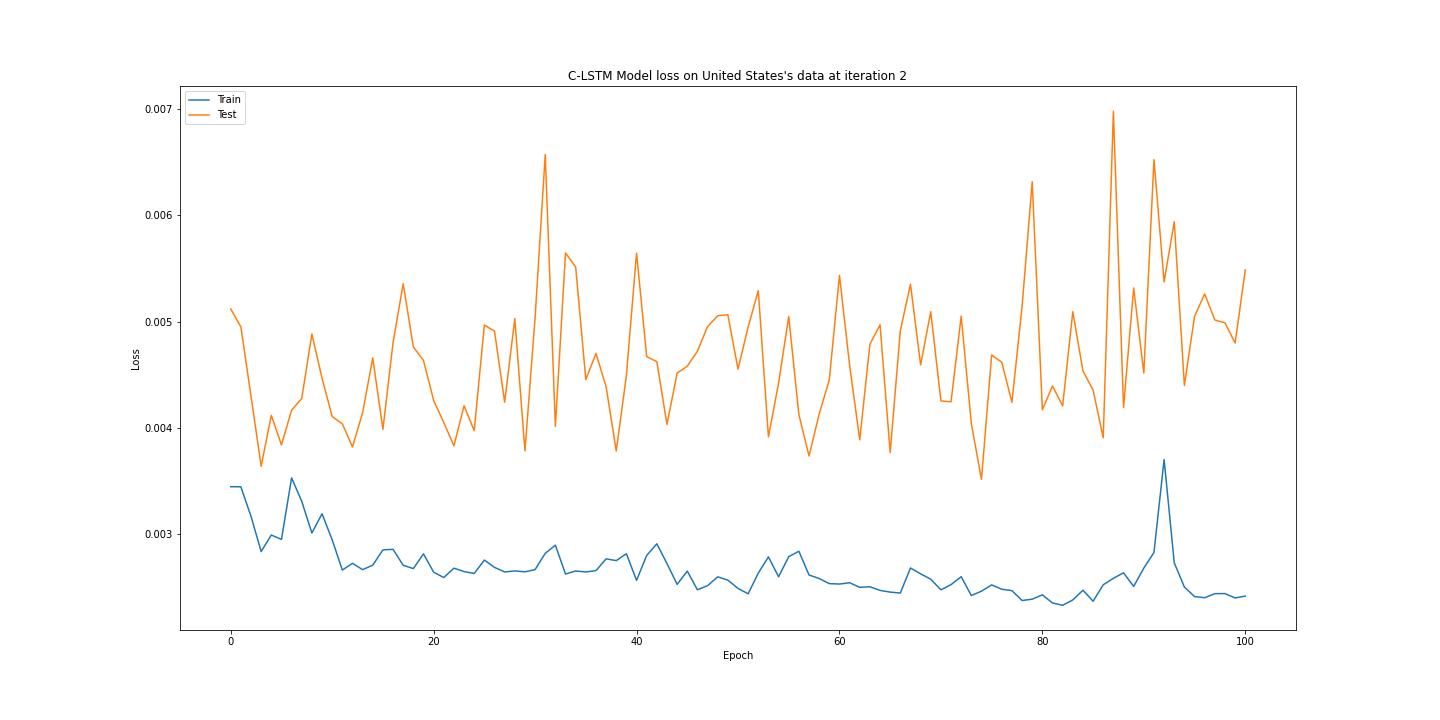 C-LSTM Model loss on United States's data at iteration 2
Train
Test
0.007
0.006
0.005
0.004
0.003
Loss
0 20 40 60 80 100
Epoch